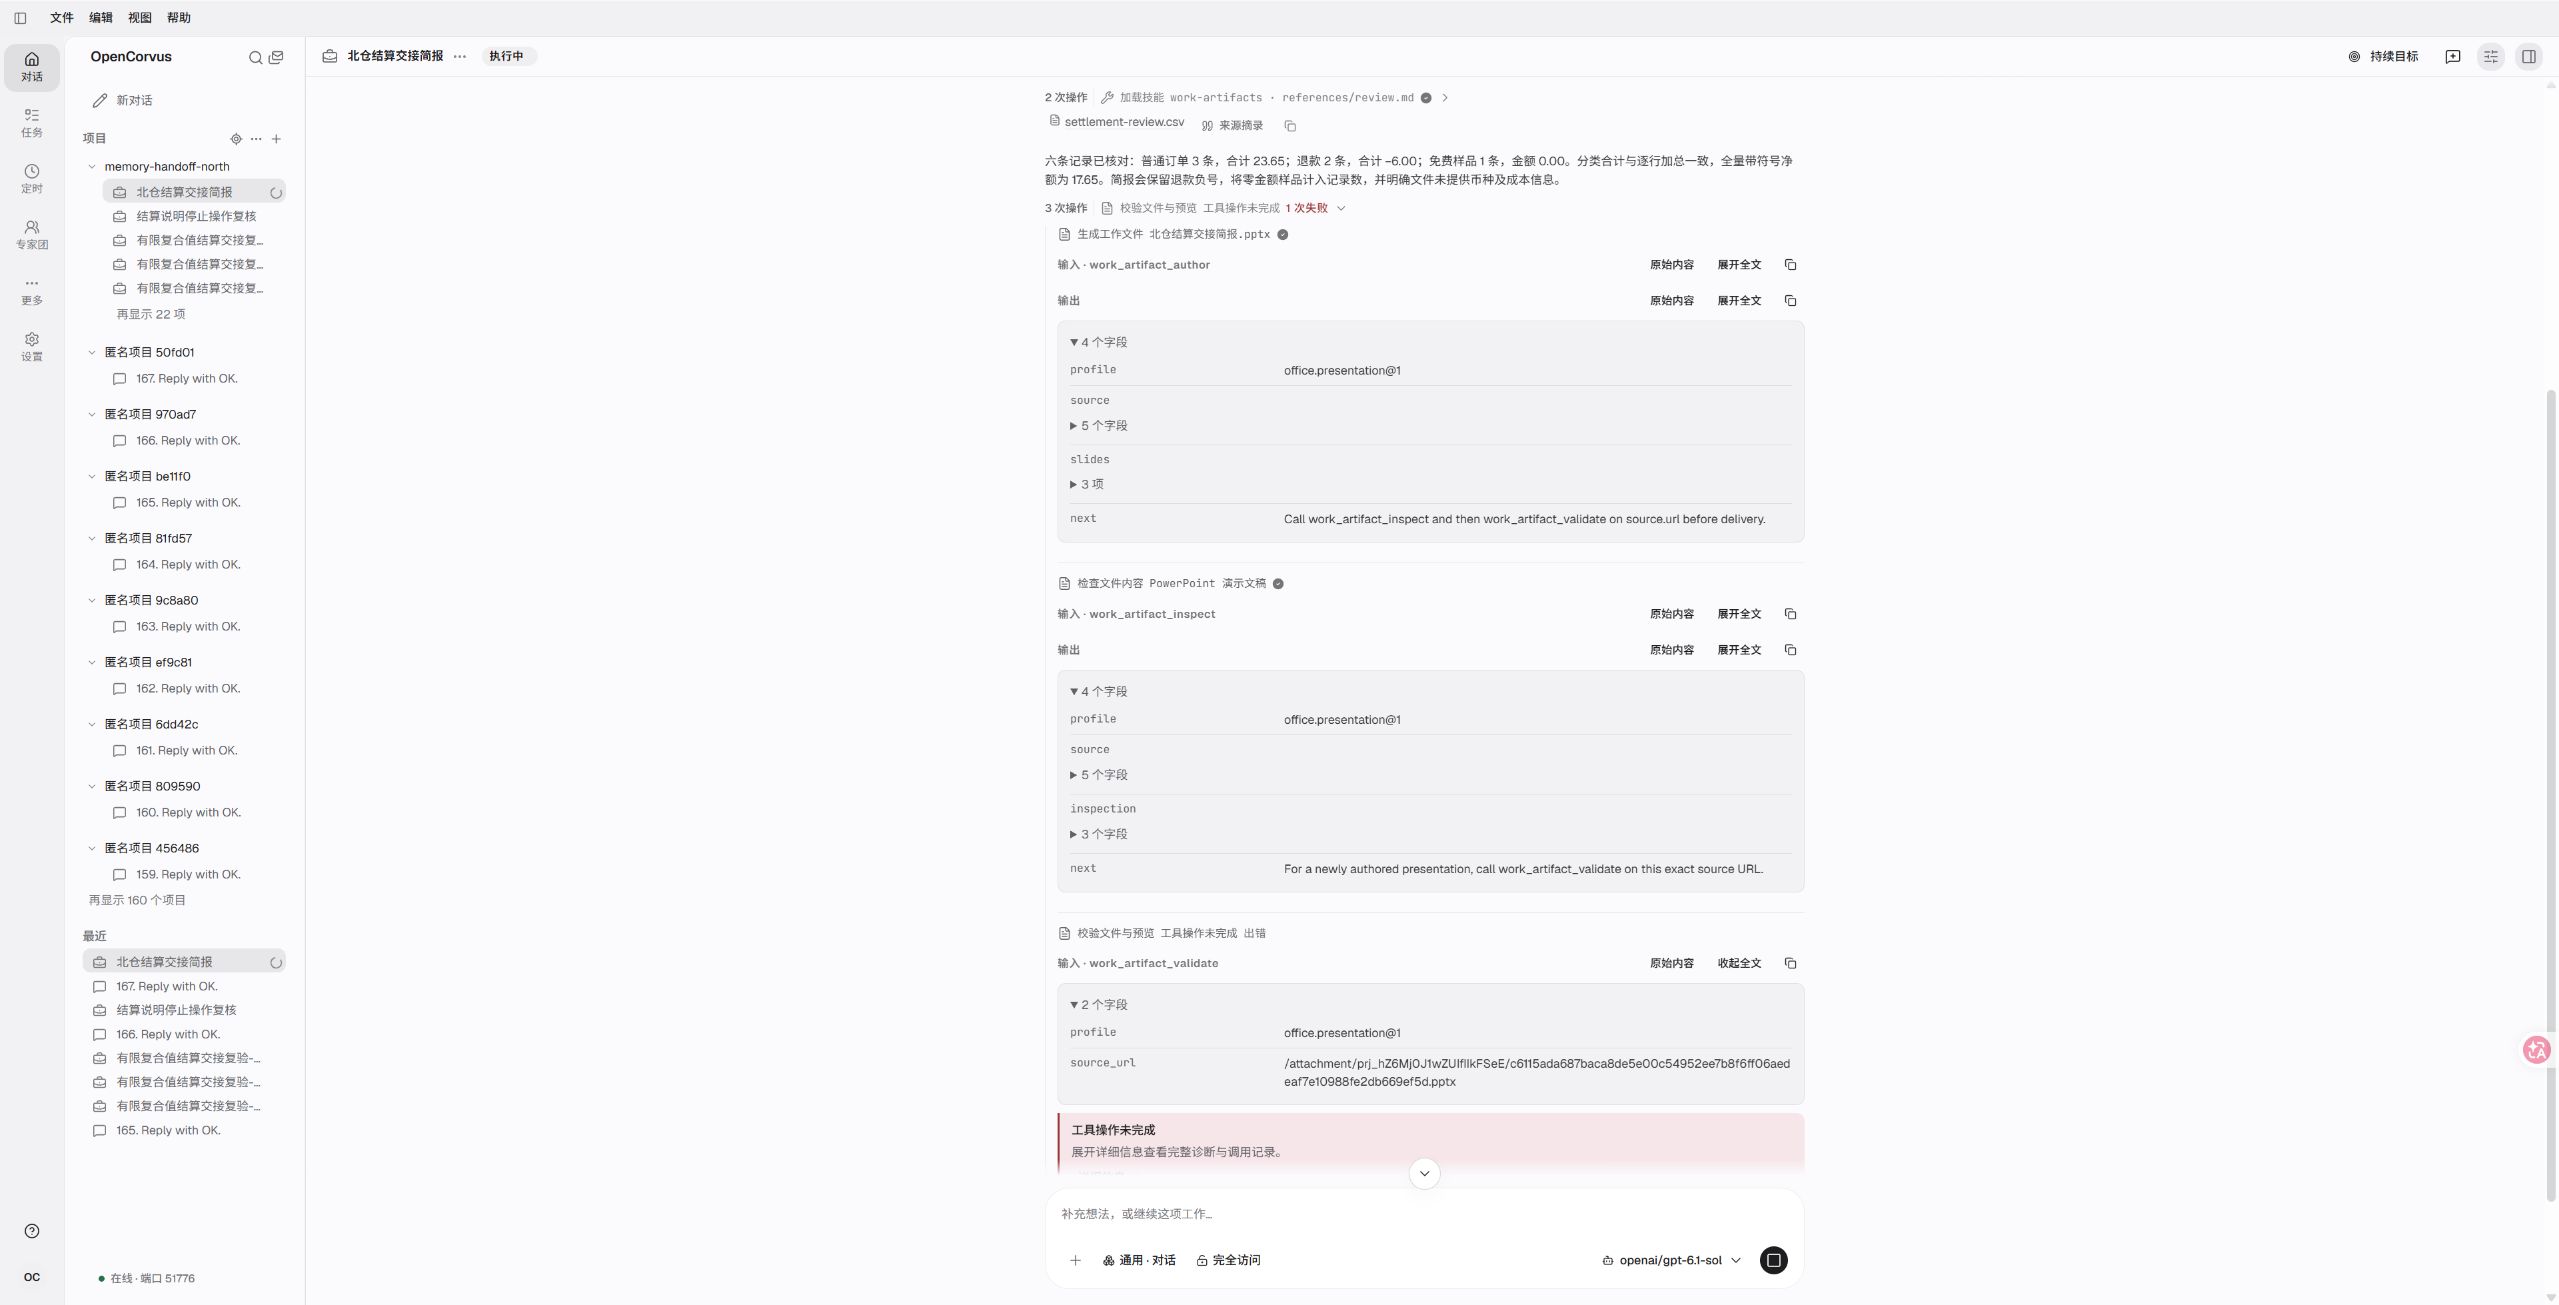 文件 编辑 视图 帮助
对话
任务
定时
专家团
更多
设置
OC
OpenCorvus
新对话
项目
memory-handoff-north
北仓结算交接简报
结算说明停止操作复核
有限复合值结算交接复...
有限复合值结算交接复...
有限复合值结算交接复...
再显示 22 项
匿名项目 50fd01
167. Reply with OK.
匿名项目 970ad7
166. Reply with OK.
匿名项目 be11f0
165. Reply with OK.
匿名项目 81fd57
164. Reply with OK.
匿名项目 9c8a80
163. Reply with OK.
匿名项目 ef9c81
162. Reply with OK.
匿名项目 6dd42c
161. Reply with OK.
匿名项目 809590
160. Reply with OK.
匿名项目 456486
159. Reply with OK.
再显示 160 个项目
最近
北仓结算交接简报
167. Reply with OK.
结算说明停止操作复核
166. Reply with OK.
有限复合值结算交接复验-...
有限复合值结算交接复验-...
有限复合值结算交接复验-...
165. Reply with OK.
在线 · 端口 51776
北仓结算交接简报 ··· 执行中
持续目标
2 次操作 加载技能 work-artifacts · references/review.md
settlement-review.csv 来源摘录
六条记录已核对：普通订单 3 条，合计 23.65；退款 2 条，合计 −6.00；免费样品 1 条，金额 0.00。分类合计与逐行加总一致，全量带符号净
额为 17.65。简报会保留退款负号，将零金额样品计入记录数，并明确文件未提供币种及成本信息。
3 次操作 校验文件与预览 工具操作未完成 1 次失败
生成工作文件 北仓结算交接简报.pptx
输入 · work_artifact_author 原始内容 展开全文
输出 原始内容 展开全文
▼ 4 个字段
profile office.presentation@1
source
▶ 5 个字段
slides
▶ 3 项
next Call work_artifact_inspect and then work_artifact_validate on source.url before delivery.
检查文件内容 PowerPoint 演示文稿
输入 · work_artifact_inspect 原始内容 展开全文
输出 原始内容 展开全文
▼ 4 个字段
profile office.presentation@1
source
▶ 5 个字段
inspection
▶ 3 个字段
next For a newly authored presentation, call work_artifact_validate on this exact source URL.
校验文件与预览 工具操作未完成 出错
输入 · work_artifact_validate 原始内容 收起全文
▼ 2 个字段
profile office.presentation@1
source_url /attachment/prj_hZ6Mj0J1wZUIfIlkFSeE/c6115ada687baca8de5e00c54952ee7b8f6ff06aed
eaf7e10988fe2db669ef5d.pptx
工具操作未完成
展开详细信息查看完整诊断与调用记录。
补充想法，或继续这项工作...
通用 · 对话 完全访问 openai/gpt-6.1-sol